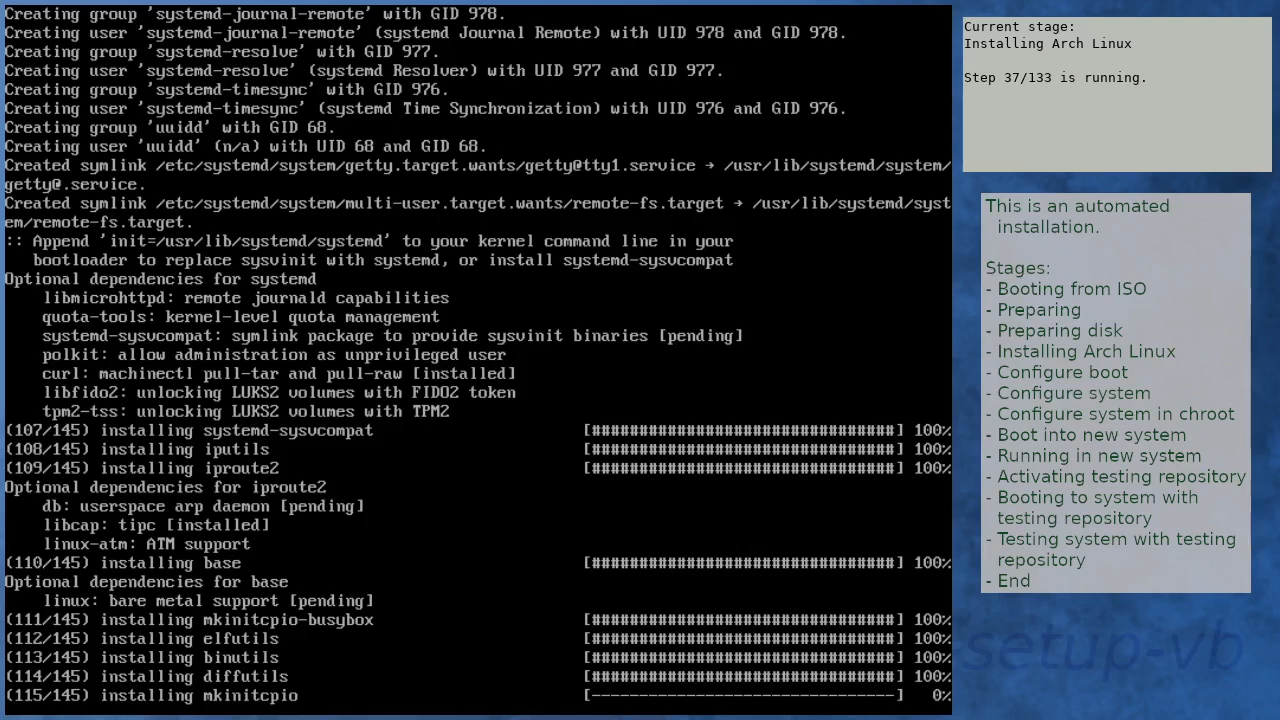 Creating group 'systemd-journal-remote' with GID 978.
Creating user 'systemd-journal-remote' (systemd Journal Remote) with UID 978 and GID 978.
Creating group 'systemd-resolve' with GID 977.
Creating user 'systemd-resolve' (systemd Resolver) with UID 977 and GID 977.
Creating group 'systemd-timesync' with GID 976.
Creating user 'systemd-timesync' (systemd Time Synchronization) with UID 976 and GID 976.
Creating group 'uuidd' with GID 68.
Creating user 'uuidd' (n/a) with UID 68 and GID 68.
Created symlink /etc/systemd/system/getty.target.wants/getty@tty1.service → /usr/lib/systemd/system/
getty@.service.
Created symlink /etc/systemd/system/multi-user.target.wants/remote-fs.target → /usr/lib/systemd/syst
em/remote-fs.target.
:: Append 'init=/usr/lib/systemd/systemd' to your kernel command line in your
bootloader to replace sysvinit with systemd, or install systemd-sysvcompat
Optional dependencies for systemd
libmicrohttpd: remote journald capabilities
quota-tools: kernel-level quota management
systemd-sysvcompat: symlink package to provide sysvinit binaries [pending]
polkit: allow administration as unprivileged user
curl: machinectl pull-tar and pull-raw [installed]
libfido2: unlocking LUKS2 volumes with FIDO2 token
tpm2-tss: unlocking LUKS2 volumes with TPM2
(107/145) installing systemd-sysvcompat [################################] 100%
(108/145) installing iputils [################################] 100%
(109/145) installing iproute2 [################################] 100%
Optional dependencies for iproute2
db: userspace arp daemon [pending]
libcap: tipc [installed]
linux-atm: ATM support
(110/145) installing base [################################] 100%
Optional dependencies for base
linux: bare metal support [pending]
(111/145) installing mkinitcpio-busybox [################################] 100%
(112/145) installing elfutils [################################] 100%
(113/145) installing binutils [################################] 100%
(114/145) installing diffutils [################################] 100%
(115/145) installing mkinitcpio [--------------------------------] 0%
Current stage:
Installing Arch Linux
Step 37/133 is running.
This is an automated
installation.
Stages:
- Booting from ISO
- Preparing
- Preparing disk
- Installing Arch Linux
- Configure boot
- Configure system
- Configure system in chroot
- Boot into new system
- Running in new system
- Activating testing repository
- Booting to system with
testing repository
- Testing system with testing
repository
- End
setup-vb